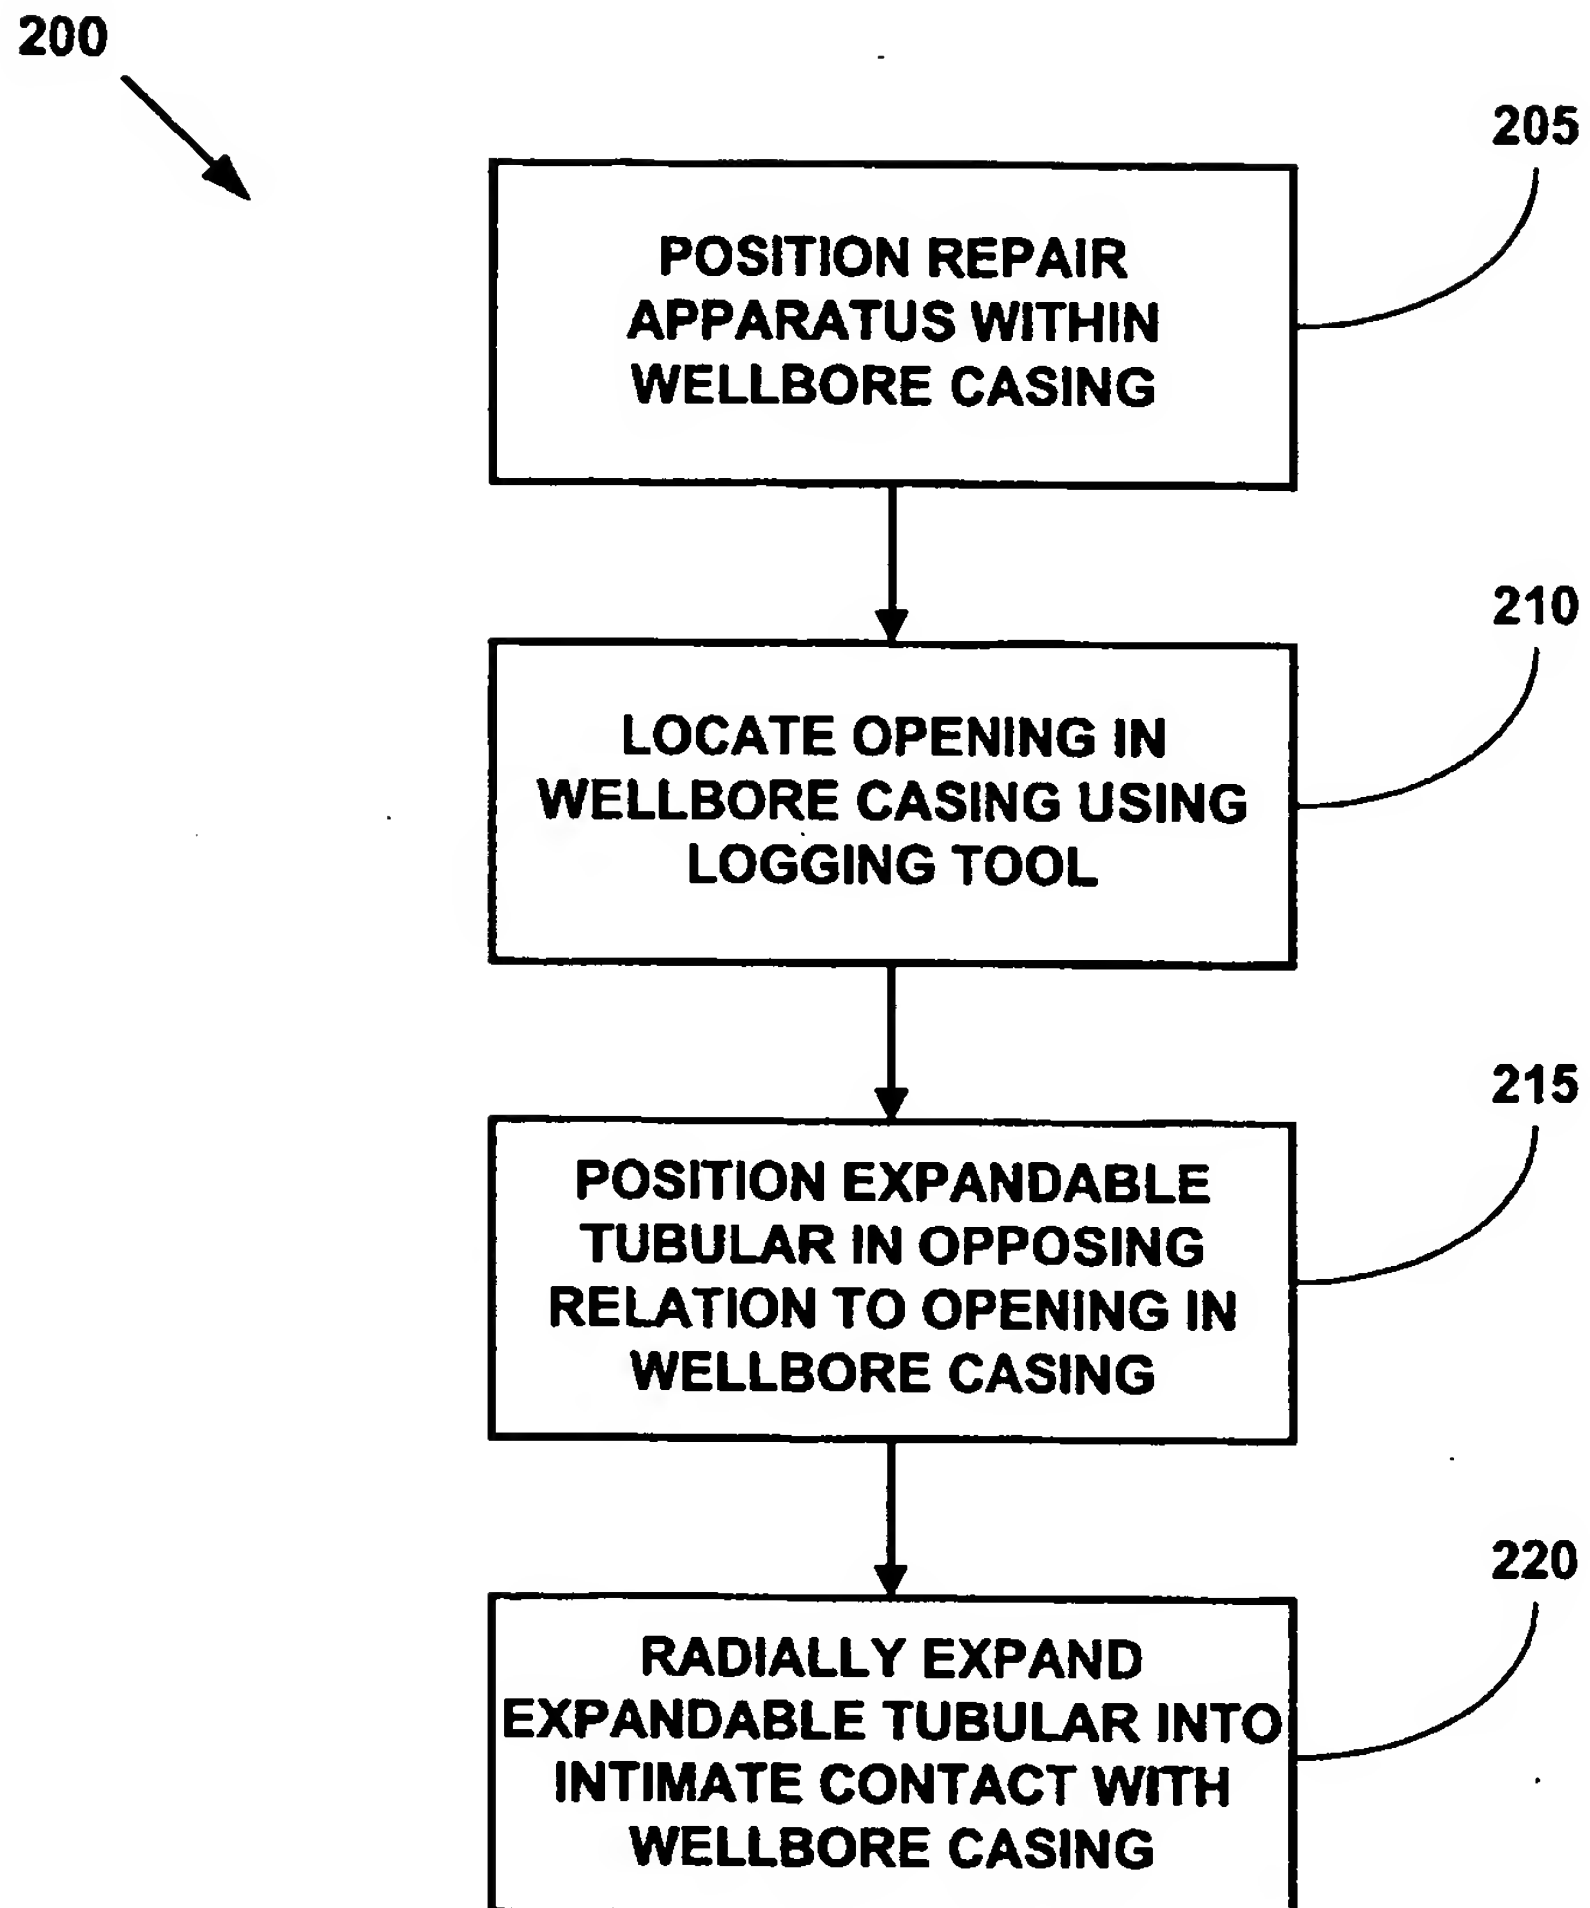 200
205
POSITION REPAIR
APPARATUS WITHIN
WELLBORE CASING
210
LOCATE OPENING IN
WELLBORE CASING USING
LOGGING TOOL
215
POSITION EXPANDABLE
TUBULAR IN OPPOSING
RELATION TO OPENING IN
WELLBORE CASING
220
RADIALLY EXPAND
EXPANDABLE TUBULAR INTO
INTIMATE CONTACT WITH
WELLBORE CASING